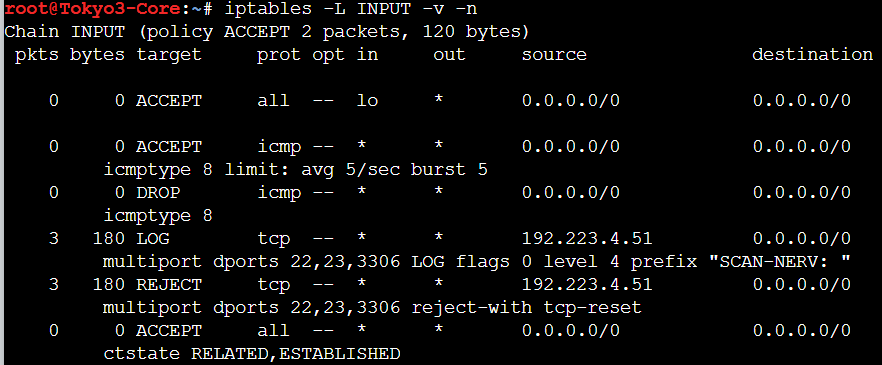 root@Tokyo3-Core:~# iptables -L INPUT -v -n
Chain INPUT (policy ACCEPT 2 packets, 120 bytes)
 pkts bytes target     prot opt in     out     source               destination
    0     0 ACCEPT     all  --  lo     *       0.0.0.0/0            0.0.0.0/0
    0     0 ACCEPT     icmp --  *      *       0.0.0.0/0            0.0.0.0/0
         icmptype 8 limit: avg 5/sec burst 5
    0     0 DROP       icmp --  *      *       0.0.0.0/0            0.0.0.0/0
         icmptype 8
    3   180 LOG        tcp  --  *      *       192.223.4.51         0.0.0.0/0
         multiport dports 22,23,3306 LOG flags 0 level 4 prefix "SCAN-NERV: "
    3   180 REJECT     tcp  --  *      *       192.223.4.51         0.0.0.0/0
         multiport dports 22,23,3306 reject-with tcp-reset
    0     0 ACCEPT     all  --  *      *       0.0.0.0/0            0.0.0.0/0
         ctstate RELATED,ESTABLISHED